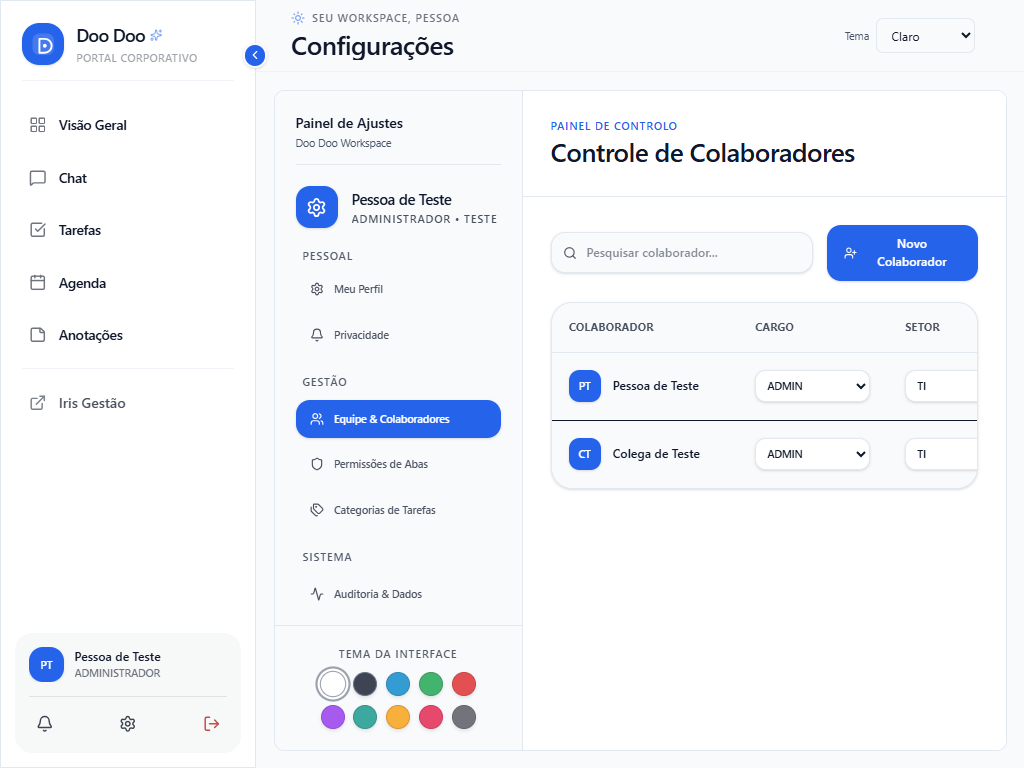 Doo Doo
PORTAL CORPORATIVO
Visão Geral
Chat
Tarefas
Agenda
Anotações
Iris Gestão
PT
Pessoa de Teste
ADMINISTRADOR
SEU WORKSPACE, PESSOA
Configurações
Tema
Claro
Painel de Ajustes
Doo Doo Workspace
Pessoa de Teste
ADMINISTRADOR • TESTE
PESSOAL
Meu Perfil
Privacidade
GESTÃO
Equipe & Colaboradores
Permissões de Abas
Categorias de Tarefas
SISTEMA
Auditoria & Dados
TEMA DA INTERFACE
PAINEL DE CONTROLO
Controle de Colaboradores
Pesquisar colaborador...
Novo
Colaborador
COLABORADOR CARGO SETOR
PT Pessoa de Teste ADMIN TI
CT Colega de Teste ADMIN TI